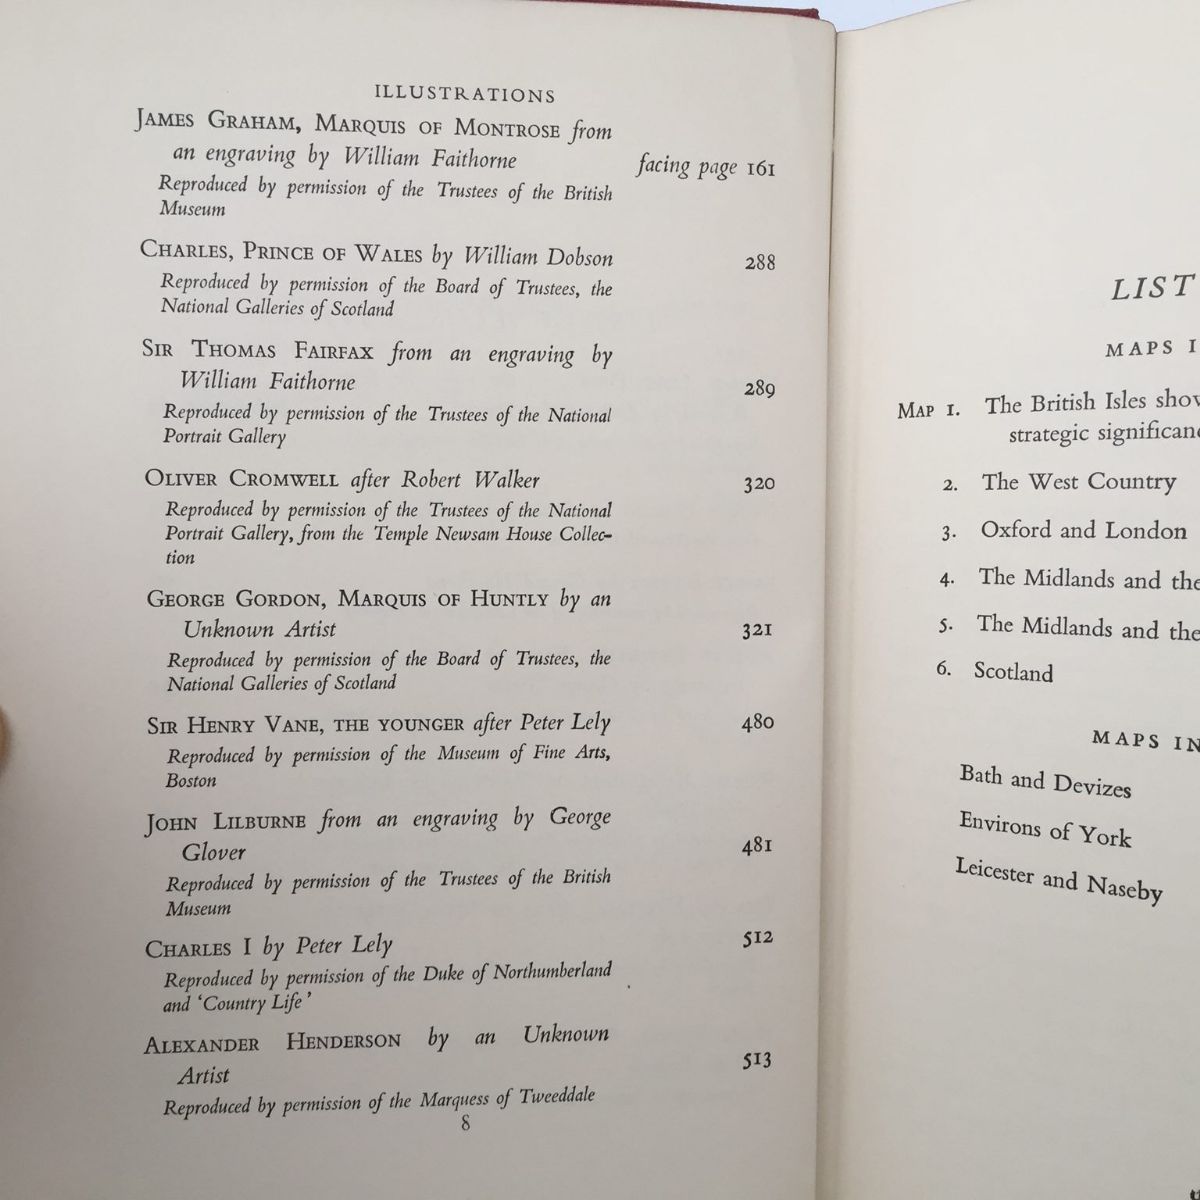 ILLUSTRATIONS
JAMES GRAHAM, MARQUIS OF MONTROSE from
an engraving by William Faithorne facing page 161
Reproduced by permission of the Trustees of the British
Museum
CHARLES, PRINCE OF WALES by William Dobson 288
Reproduced by permission of the Board of Trustees, the
National Galleries of Scotland
SIR THOMAS FAIRFAX from an engraving by
William Faithorne 289
Reproduced by permission of the Trustees of the National
Portrait Gallery
OLIVER CROMWELL after Robert Walker 320
Reproduced by permission of the Trustees of the National
Portrait Gallery, from the Temple Newsam House Collec-
tion
GEORGE GORDON, MARQUIS OF HUNTLY by an
Unknown Artist 321
Reproduced by permission of the Board of Trustees, the
National Galleries of Scotland
SIR HENRY VANE, THE YOUNGER after Peter Lely 480
Reproduced by permission of the Museum of Fine Arts,
Boston
JOHN LILBURNE from an engraving by George
Glover 481
Reproduced by permission of the Trustees of the British
Museum
CHARLES I by Peter Lely 512
Reproduced by permission of the Duke of Northumberland
and 'Country Life'
ALEXANDER HENDERSON by an Unknown
Artist 513
Reproduced by permission of the Marquess of Tweeddale
8
LIST
MAPS
MAP 1. The British Isles
strategic
2. The West Country
3. Oxford and London
4. The Midlands and the
5. The Midlands and the
6. Scotland
MAPS IN
Bath and Devizes
Environs of York
Leicester and Naseby